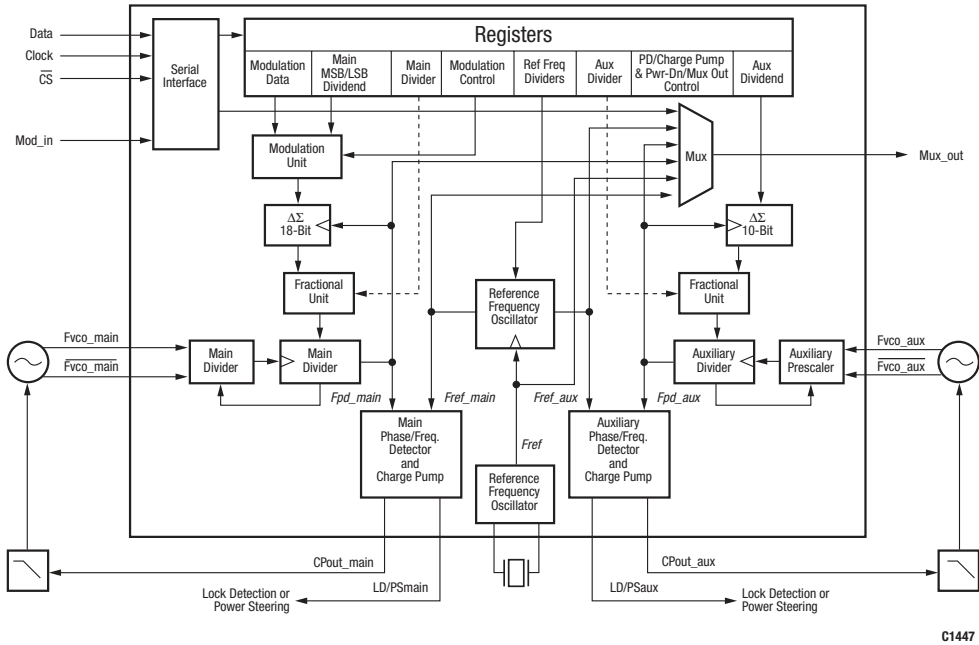 Registers
Modulation
Data
Main
MSB/LSB
Dividend
Main
Divider
Modulation
Control
Ref Freq
Dividers
Aux
Divider
PD/Charge Pump
& Pwr-Dn/Mux Out
Control
Aux
Dividend
Data
Clock
CS
Mod_in
Serial
Interface
Mux
Mux_out
Modulation
Unit
ΔΣ
18-Bit
ΔΣ
10-Bit
Fractional
Unit
Reference
Frequency
Oscillator
Fractional
Unit
Fvco_main
Fvco_main
Main
Divider
Main
Divider
Auxiliary
Divider
Auxiliary
Prescaler
Fvco_aux
Fvco_aux
Fpd_main
Fref_main
Fref_aux
Fpd_aux
Main
Phase/Freq.
Detector
and
Charge Pump
Fref
Auxiliary
Phase/Freq.
Detector
and
Charge Pump
Reference
Frequency
Oscillator
CPout_main
CPout_aux
LD/PSmain
LD/PSaux
Lock Detection or
Power Steering
Lock Detection or
Power Steering
C1447